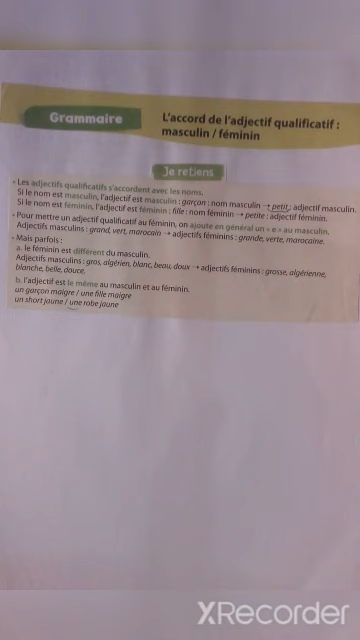 Grammaire
L'accord de l'adjectif qualificatif :
masculin / féminin
Je retiens
• Les adjectifs qualificatifs s'accordent avec les noms.
Si le nom est masculin, l'adjectif est masculin : garçon : nom masculin → petit : adjectif masculin.
Si le nom est féminin, l'adjectif est féminin : fille : nom féminin → petite : adjectif féminin.
• Pour mettre un adjectif qualificatif au féminin, on ajoute en général un « e » au masculin.
Adjectifs masculins : grand, vert, marocain → adjectifs féminins : grande, verte, marocaine.
• Mais parfois :
a. le féminin est différent du masculin.
Adjectifs masculins : gros, algérien, blanc, beau, doux → adjectifs féminins : grosse, algérienne,
blanche, belle, douce.
b. l'adjectif est le même au masculin et au féminin.
un garçon maigre / une fille maigre
un short jaune / une robe jaune
XRecorder